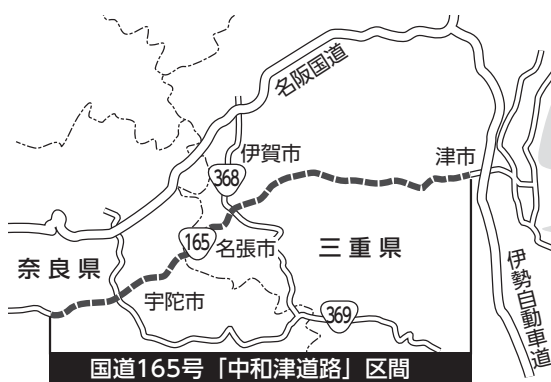 名阪国道
伊賀市
津市
368
165
名張市
三重県
奈良県
宇陀市
伊勢自動車道
369
国道165号「中和津道路」区間